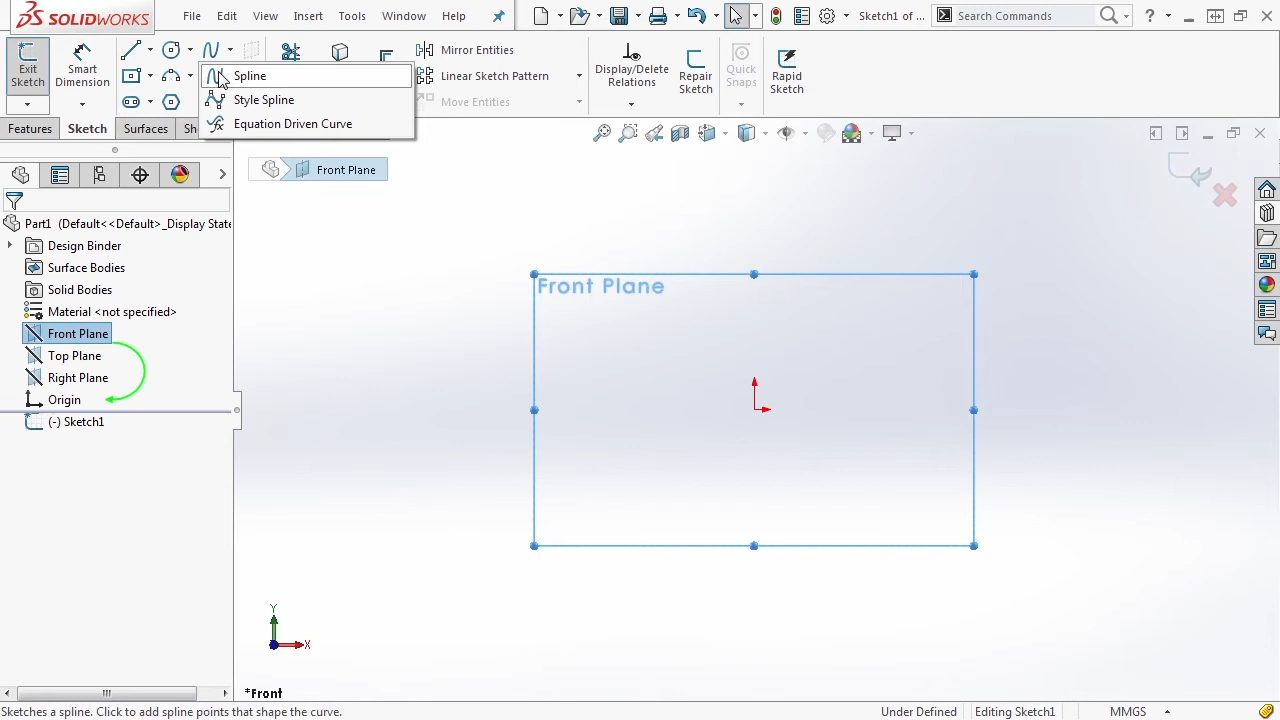 SOLIDWORKS
File Edit View Insert Tools Window Help
Sketch1 of ...
Search Commands
Exit Sketch
Smart Dimension
Mirror Entities
Linear Sketch Pattern
Move Entities
Display/Delete Relations
Repair Sketch
Quick Snaps
Rapid Sketch
Spline
Style Spline
Equation Driven Curve
Features Sketch Surfaces Sh
Front Plane
Part1 (Default<<Default>_Display State
Design Binder
Surface Bodies
Solid Bodies
Material <not specified>
Front Plane
Top Plane
Right Plane
Origin
(-) Sketch1
Front Plane
Y
X
*Front
Sketches a spline. Click to add spline points that shape the curve.
Under Defined
Editing Sketch1
MMGS